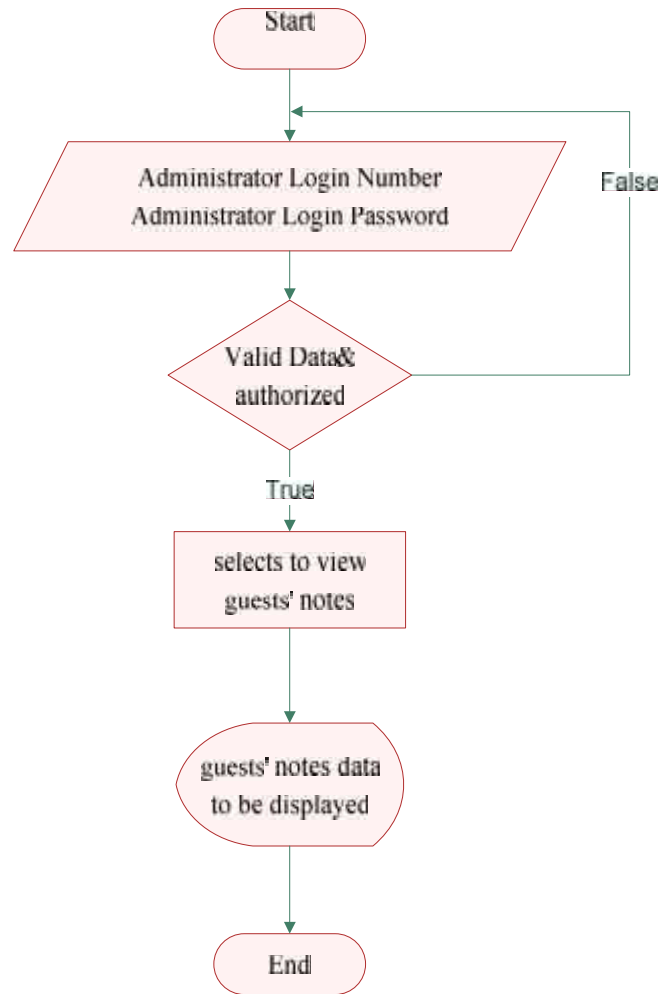 Start
Administrator Login Number
Administrator Login Password
False
Valid Data&
authorized
True
selects to view
guests' notes
guests' notes data
to be displayed
End